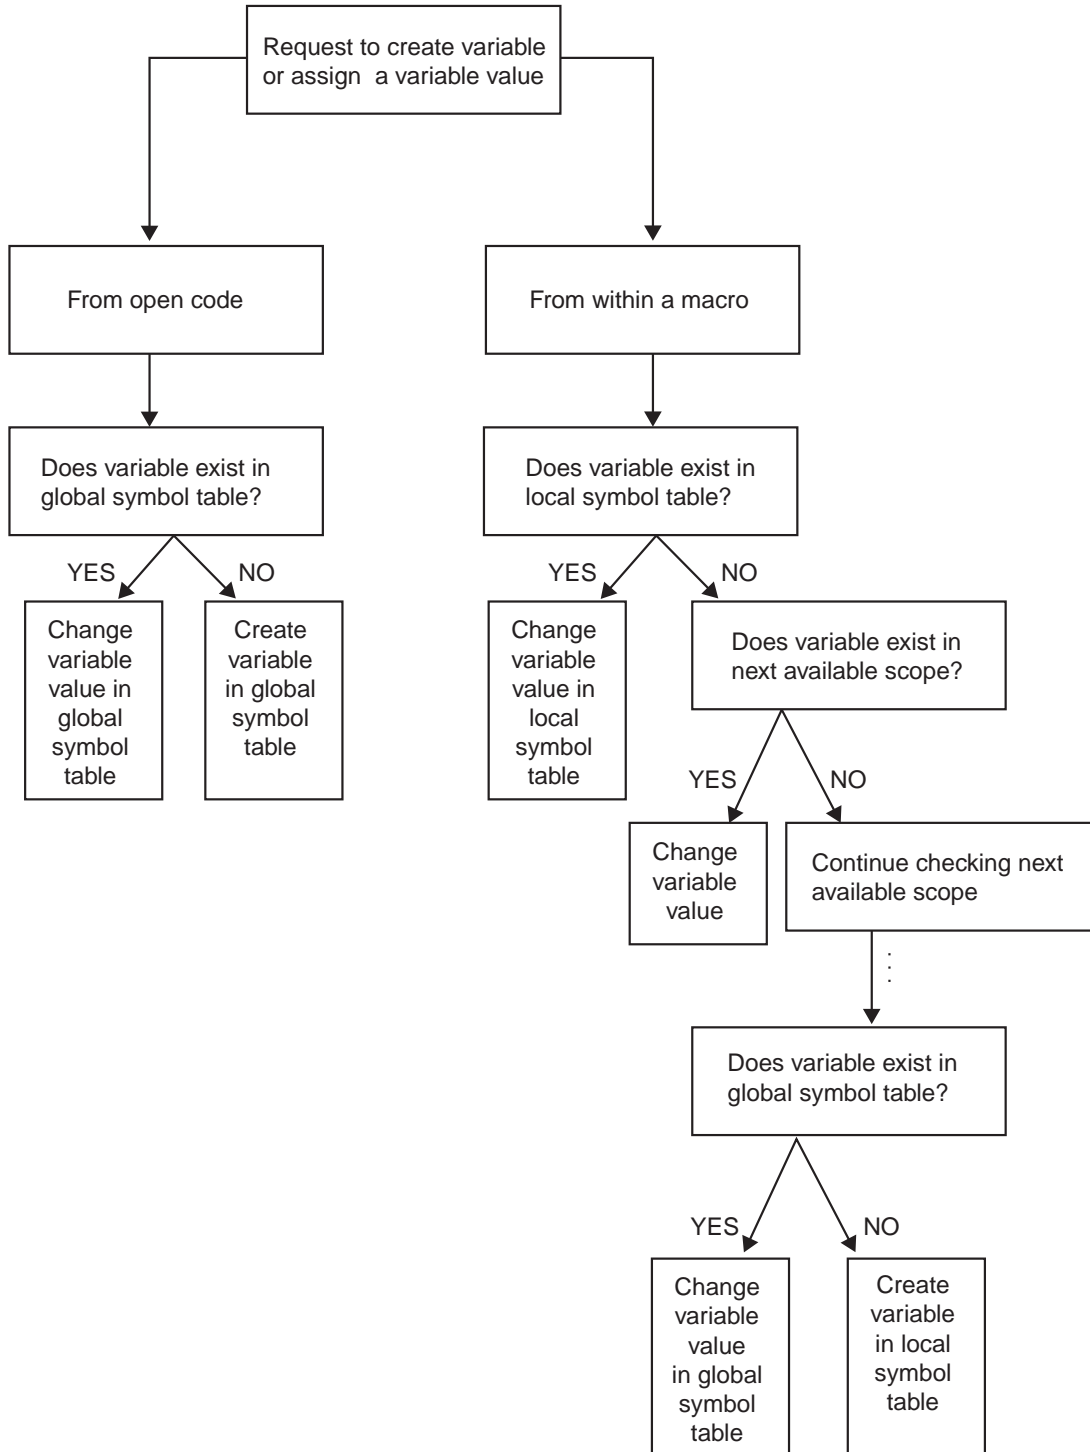 Request to create variable
or assign a variable value
From open code
From within a macro
Does variable exist in
global symbol table?
Does variable exist in
local symbol table?
YES
NO
YES
NO
Change
variable
value in
global
symbol
table
Create
variable
in global
symbol
table
Change
variable
value in
local
symbol
table
Does variable exist in
next available scope?
YES
NO
Change
variable
value
Continue checking next
available scope
...
Does variable exist in
global symbol table?
YES
NO
Change
variable
value
in global
symbol
table
Create
variable
in local
symbol
table